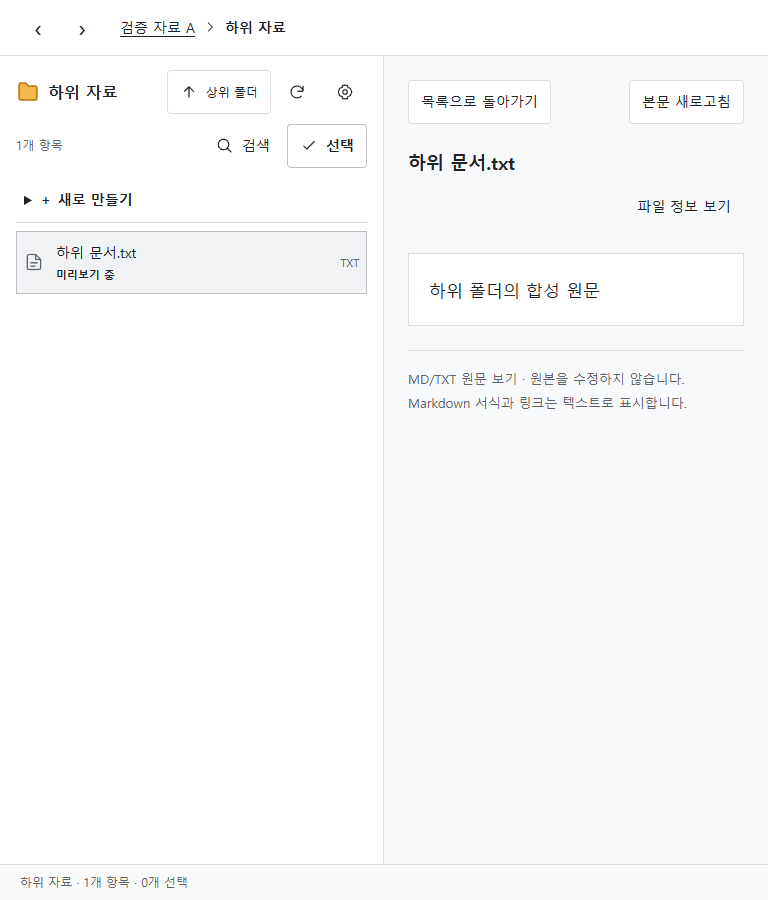 검증 자료 A > 하위 자료
하위 자료
상위 폴더
1개 항목
검색
선택
+ 새로 만들기
하위 문서.txt
미리보기 중
TXT
목록으로 돌아가기
본문 새로고침
하위 문서.txt
파일 정보 보기
하위 폴더의 합성 원문
MD/TXT 원문 보기 · 원본을 수정하지 않습니다.
Markdown 서식과 링크는 텍스트로 표시합니다.
하위 자료 · 1개 항목 · 0개 선택